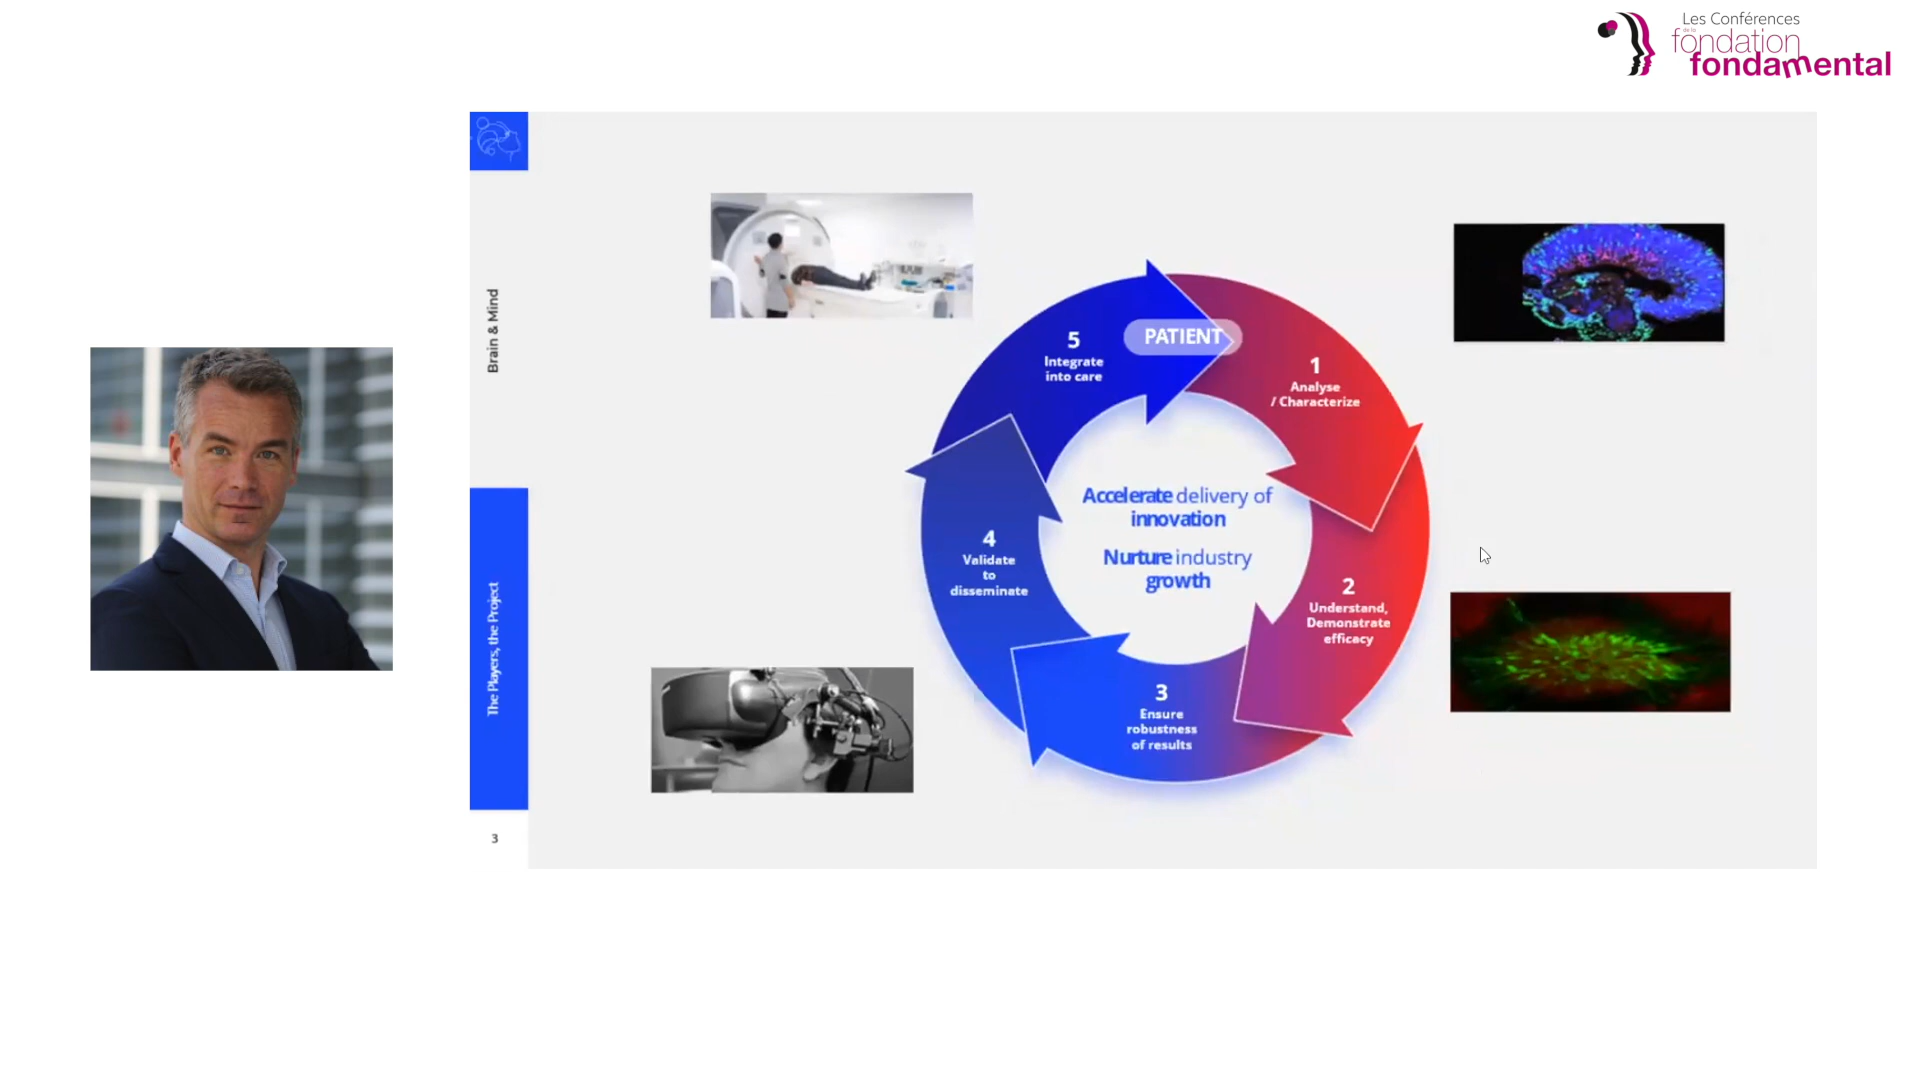 Les Conférences
de la
fondation
fondamental
Brain & Mind
The Players, the Project
3
PATIENT
5
Integrate
into care
1
Analyse
/ Characterize
Accelerate delivery of
innovation
Nurture industry
growth
4
Validate
to
disseminate
2
Understand,
Demonstrate
efficacy
3
Ensure
robustness
of results